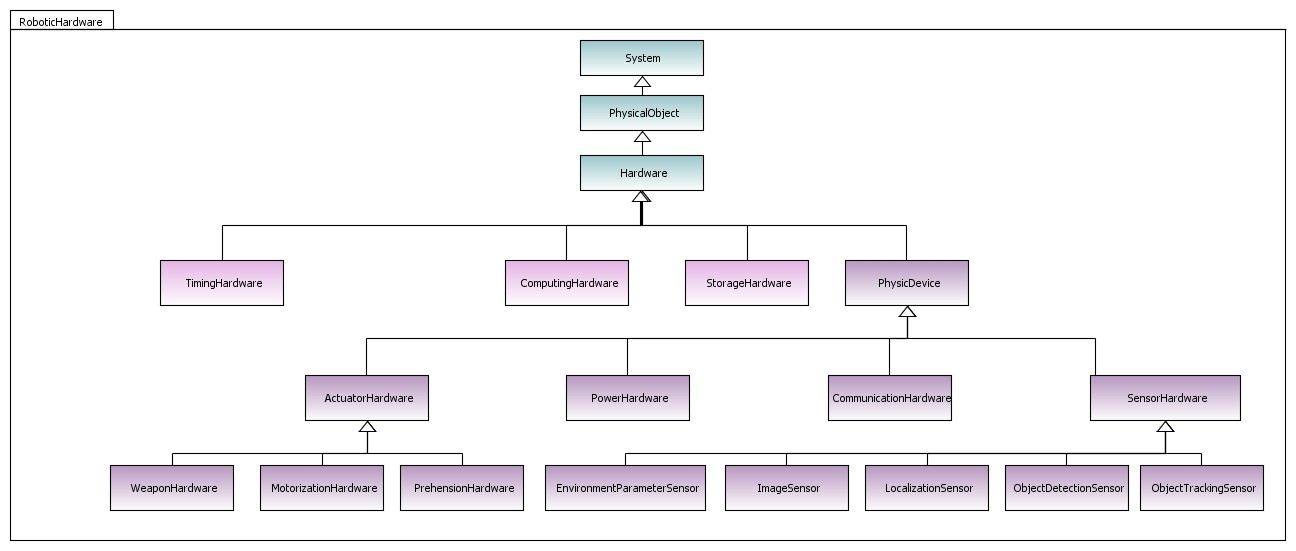 RoboticHardware
System
PhysicalObject
Hardware
TimingHardware
ComputingHardware
StorageHardware
PhysicDevice
ActuatorHardware
PowerHardware
CommunicationHardware
SensorHardware
WeaponHardware
MotorizationHardware
PrehensionHardware
EnvironmentParameterSensor
ImageSensor
LocalizationSensor
ObjectDetectionSensor
ObjectTrackingSensor